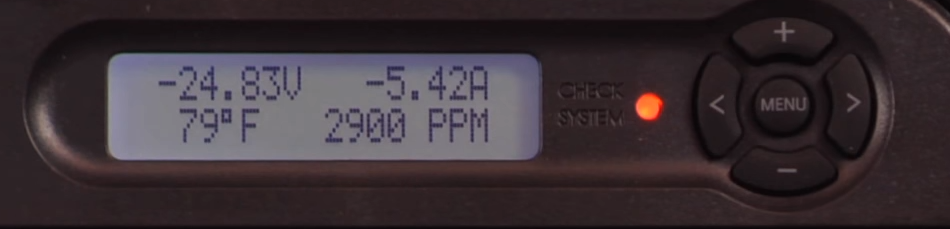 -24.83V -5.42A
79°F 2900 PPM
CHECK
SYSTEM
+
< MENU >
-